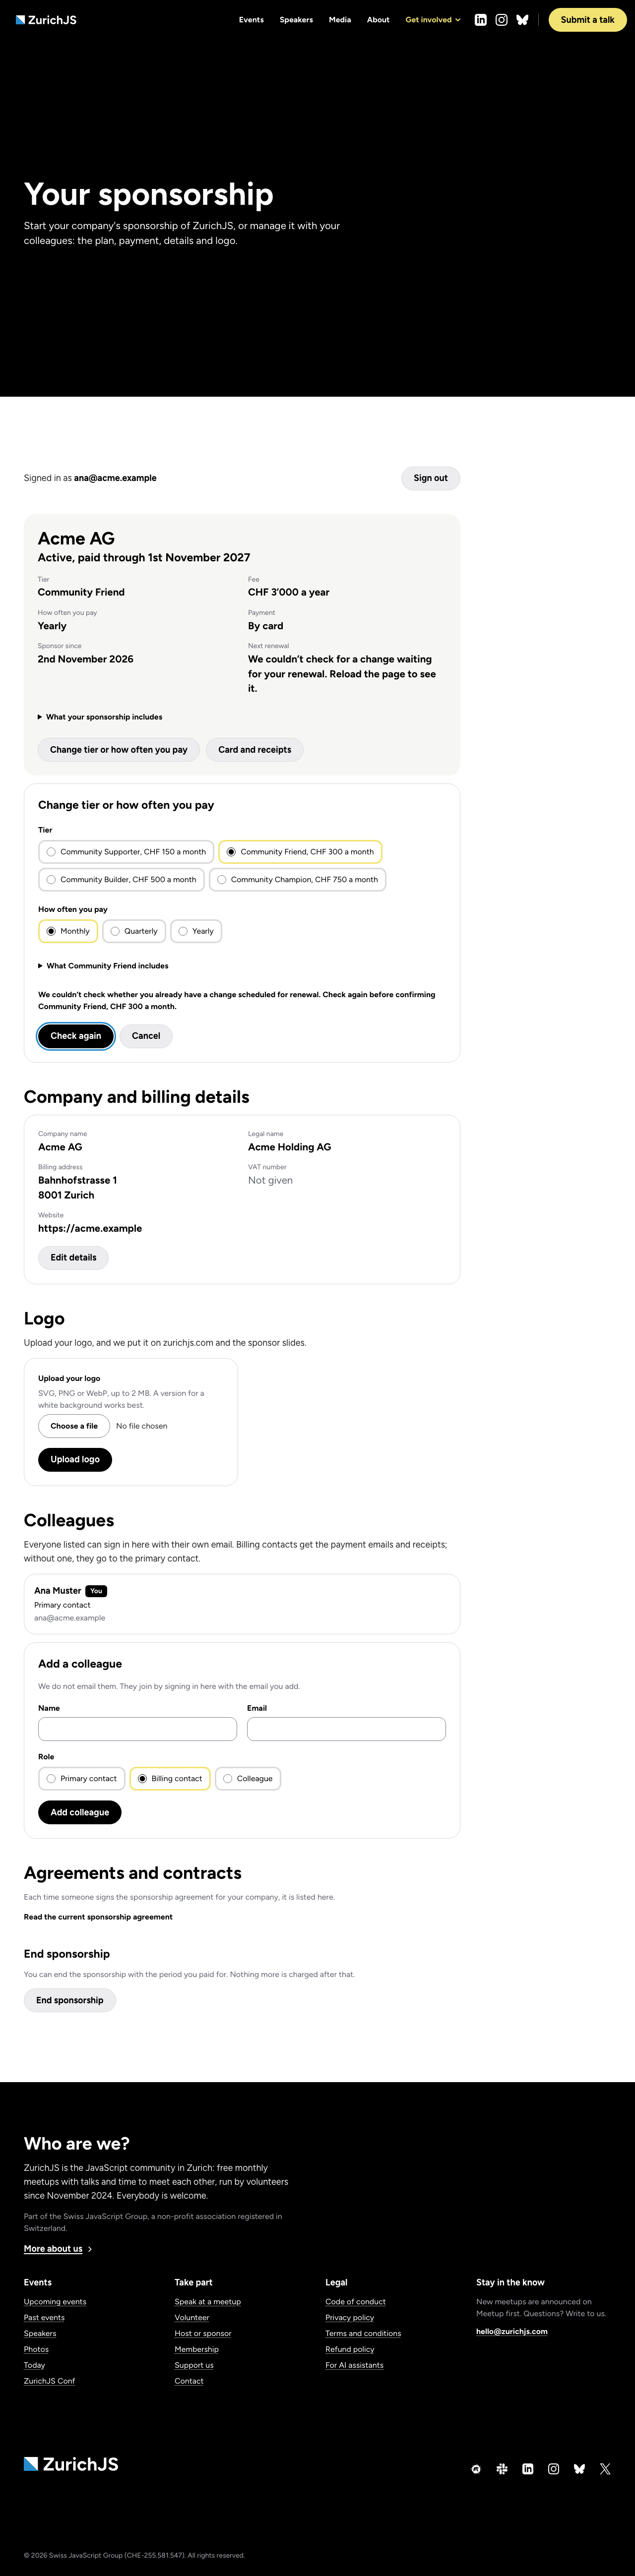 ZurichJS
Events Speakers Media About Get involved Submit a talk
Your sponsorship
Start your company's sponsorship of ZurichJS, or manage it with your
colleagues: the plan, payment, details and logo.
Signed in as ana@acme.example
Sign out
Acme AG
Active, paid through 1st November 2027
Tier
Community Friend
Fee
CHF 3’000 a year
How often you pay
Yearly
Payment
By card
Sponsor since
2nd November 2026
Next renewal
We couldn’t check for a change waiting
for your renewal. Reload the page to see
it.
What your sponsorship includes
Change tier or how often you pay
Card and receipts
Change tier or how often you pay
Tier
Community Supporter, CHF 150 a month
Community Friend, CHF 300 a month
Community Builder, CHF 500 a month
Community Champion, CHF 750 a month
How often you pay
Monthly
Quarterly
Yearly
What Community Friend includes
We couldn’t check whether you already have a change scheduled for renewal. Check again before confirming
Community Friend, CHF 300 a month.
Check again
Cancel
Company and billing details
Company name
Acme AG
Legal name
Acme Holding AG
Billing address
Bahnhofstrasse 1
8001 Zurich
VAT number
Not given
Website
https://acme.example
Edit details
Logo
Upload your logo, and we put it on zurichjs.com and the sponsor slides.
Upload your logo
SVG, PNG or WebP, up to 2 MB. A version for a
white background works best.
Choose a file
No file chosen
Upload logo
Colleagues
Everyone listed can sign in here with their own email. Billing contacts get the payment emails and receipts;
without one, they go to the primary contact.
Ana Muster You
Primary contact
ana@acme.example
Add a colleague
We do not email them. They join by signing in here with the email you add.
Name
Email
Role
Primary contact
Billing contact
Colleague
Add colleague
Agreements and contracts
Each time someone signs the sponsorship agreement for your company, it is listed here.
Read the current sponsorship agreement
End sponsorship
You can end the sponsorship with the period you paid for. Nothing more is charged after that.
End sponsorship
Who are we?
ZurichJS is the JavaScript community in Zurich: free monthly
meetups with talks and time to meet each other, run by volunteers
since November 2024. Everybody is welcome.
Part of the Swiss JavaScript Group, a non-profit association registered in
Switzerland.
More about us
Events
Upcoming events
Past events
Speakers
Photos
Today
ZurichJS Conf
Take part
Speak at a meetup
Volunteer
Host or sponsor
Membership
Support us
Contact
Legal
Code of conduct
Privacy policy
Terms and conditions
Refund policy
For AI assistants
Stay in the know
New meetups are announced on
Meetup first. Questions? Write to us.
hello@zurichjs.com
ZurichJS
© 2026 Swiss JavaScript Group (CHE-255.581.547). All rights reserved.